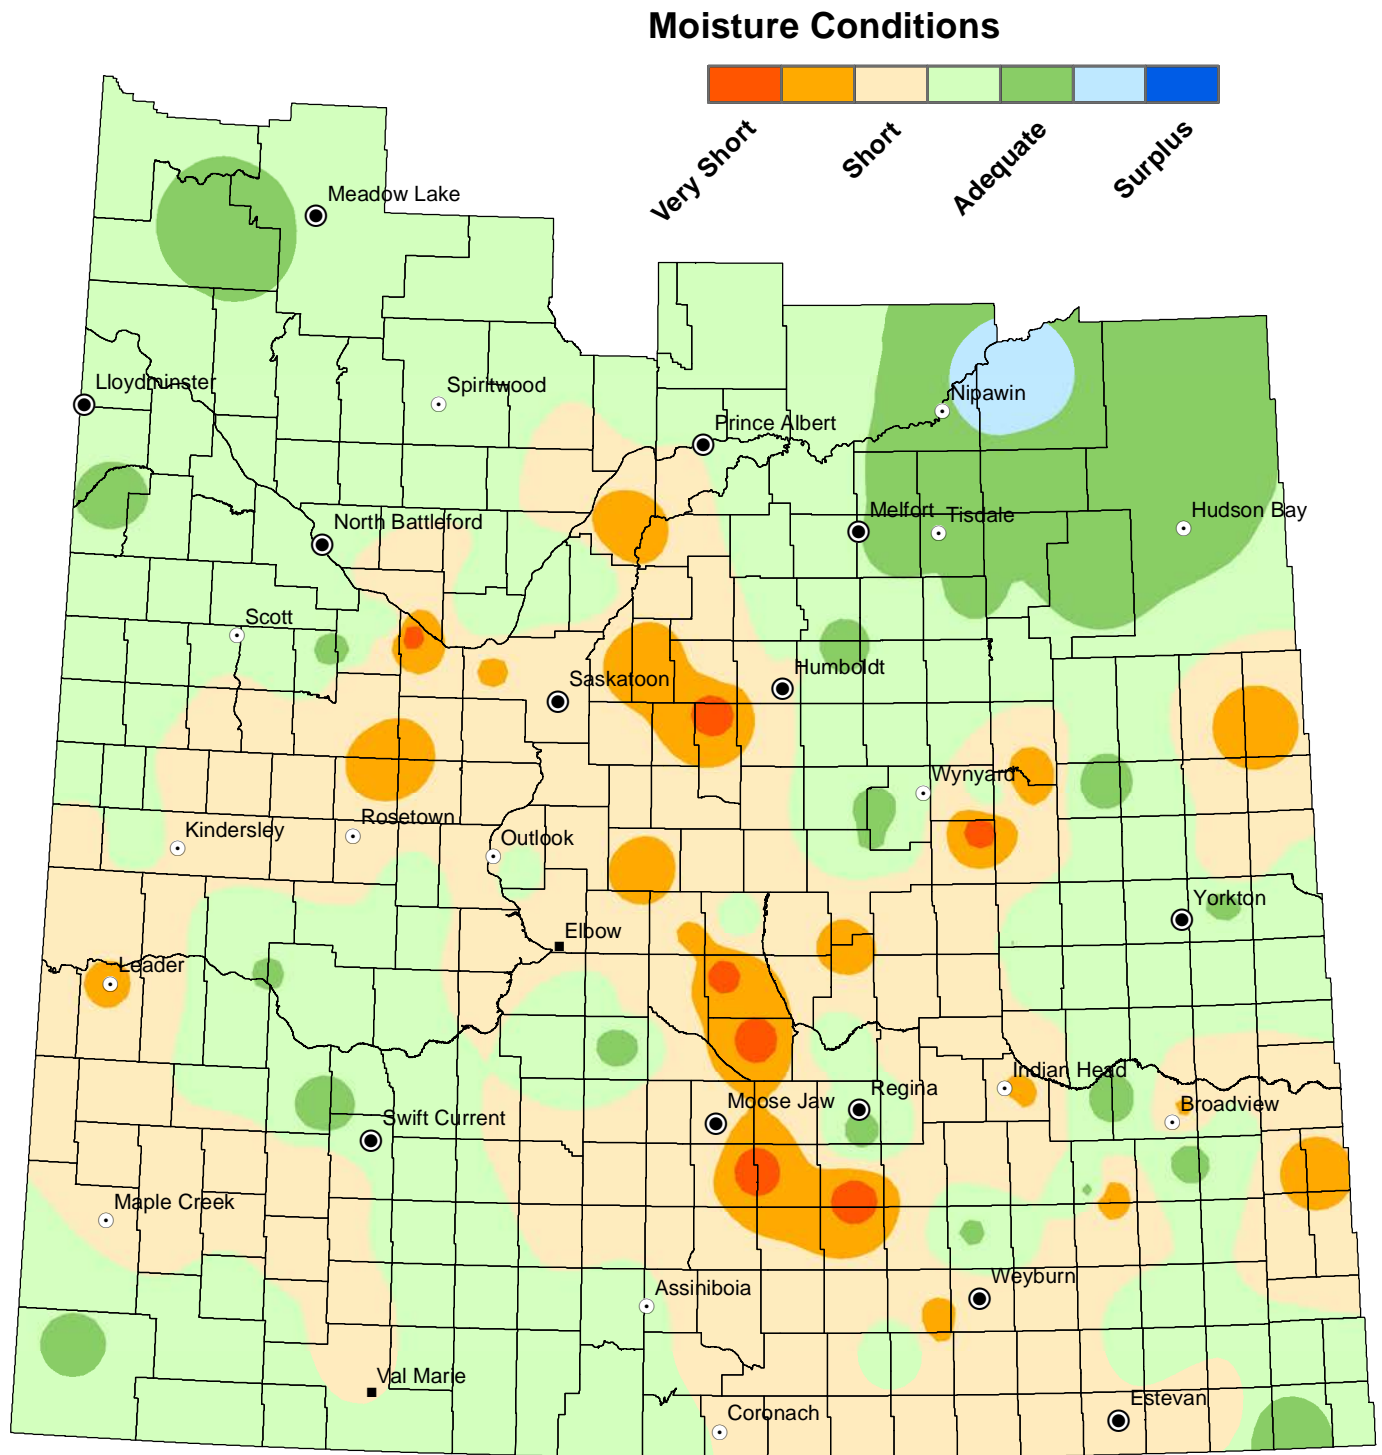 Moisture Conditions
Very Short
Short
Adequate
Surplus
Meadow Lake
Lloydminster
Spiritwood
Nipawin
Prince Albert
Melfort
Tisdale
Hudson Bay
North Battleford
Scott
Saskatoon
Humboldt
Wynyard
Rosetown
Kindersley
Outlook
Yorkton
Elbow
Leader
Indian Head
Regina
Moose Jaw
Broadview
Swift Current
Maple Creek
Weyburn
Assiniboia
Val Marie
Estevan
Coronach